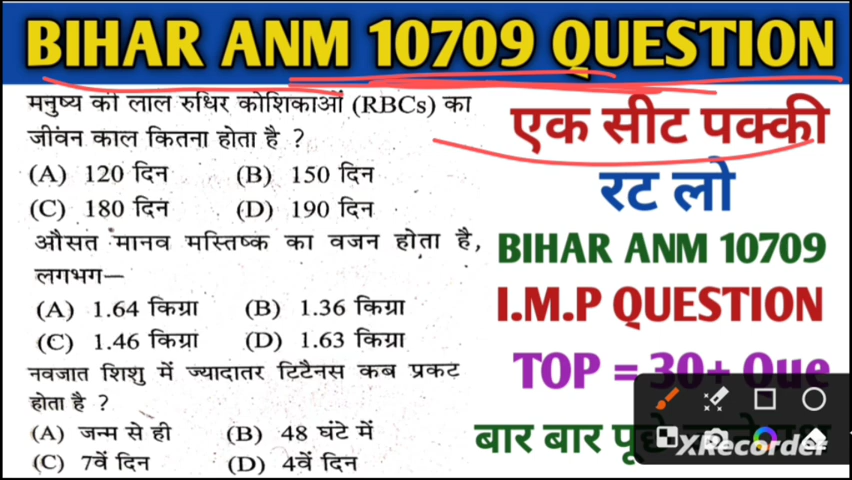 BIHAR ANM 10709 QUESTION
मनुष्य की लाल रुधिर कोशिकाओं (RBCs) का
जीवन काल कितना होता है ?
(A) 120 दिन (B) 150 दिन
(C) 180 दिन (D) 190 दिन
औसत मानव मस्तिष्क का वजन होता है,
लगभग—
(A) 1.64 किग्रा (B) 1.36 किग्रा
(C) 1.46 किग्रा (D) 1.63 किग्रा
नवजात शिशु में ज्यादातर टिटैनस कब प्रकट
होता है ?
(A) जन्म से ही (B) 48 घंटे में
(C) 7वें दिन (D) 4वें दिन
एक सीट पक्की
रट लो
BIHAR ANM 10709
I.M.P QUESTION
TOP = 30+ Que
बार बार पूछे
XRecorder